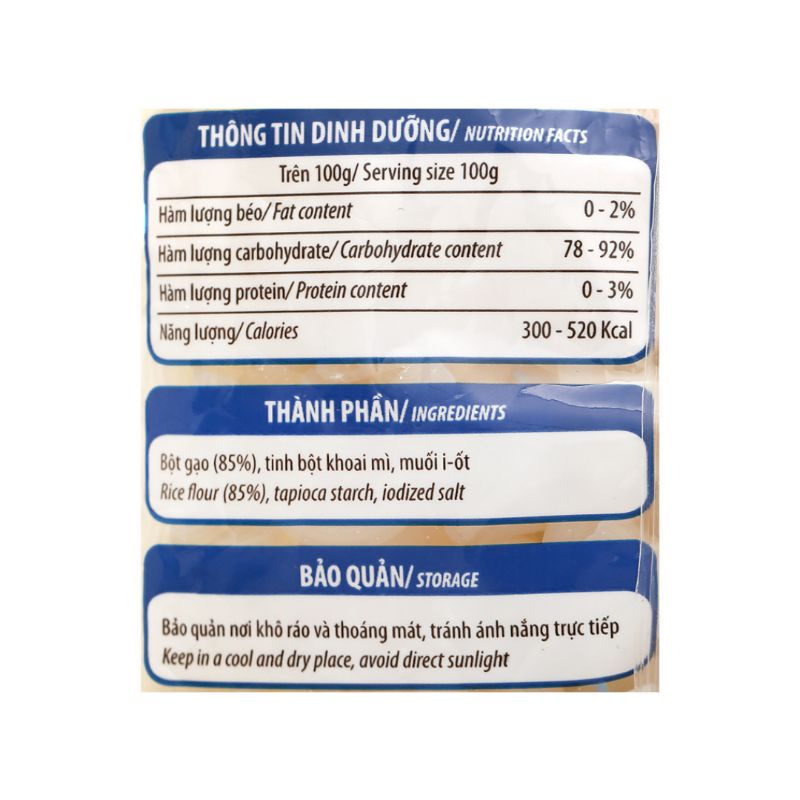 THÔNG TIN DINH DƯỠNG/ NUTRITION FACTS
Trên 100g/ Serving size 100g
Hàm lượng béo/ Fat content 0 - 2%
Hàm lượng carbohydrate/ Carbohydrate content 78 - 92%
Hàm lượng protein/ Protein content 0 - 3%
Năng lượng/ Calories 300 - 520 Kcal
THÀNH PHẦN/ INGREDIENTS
Bột gạo (85%), tinh bột khoai mì, muối i-ốt
Rice flour (85%), tapioca starch, iodized salt
BẢO QUẢN/ STORAGE
Bảo quản nơi khô ráo và thoáng mát, tránh ánh nắng trực tiếp
Keep in a cool and dry place, avoid direct sunlight